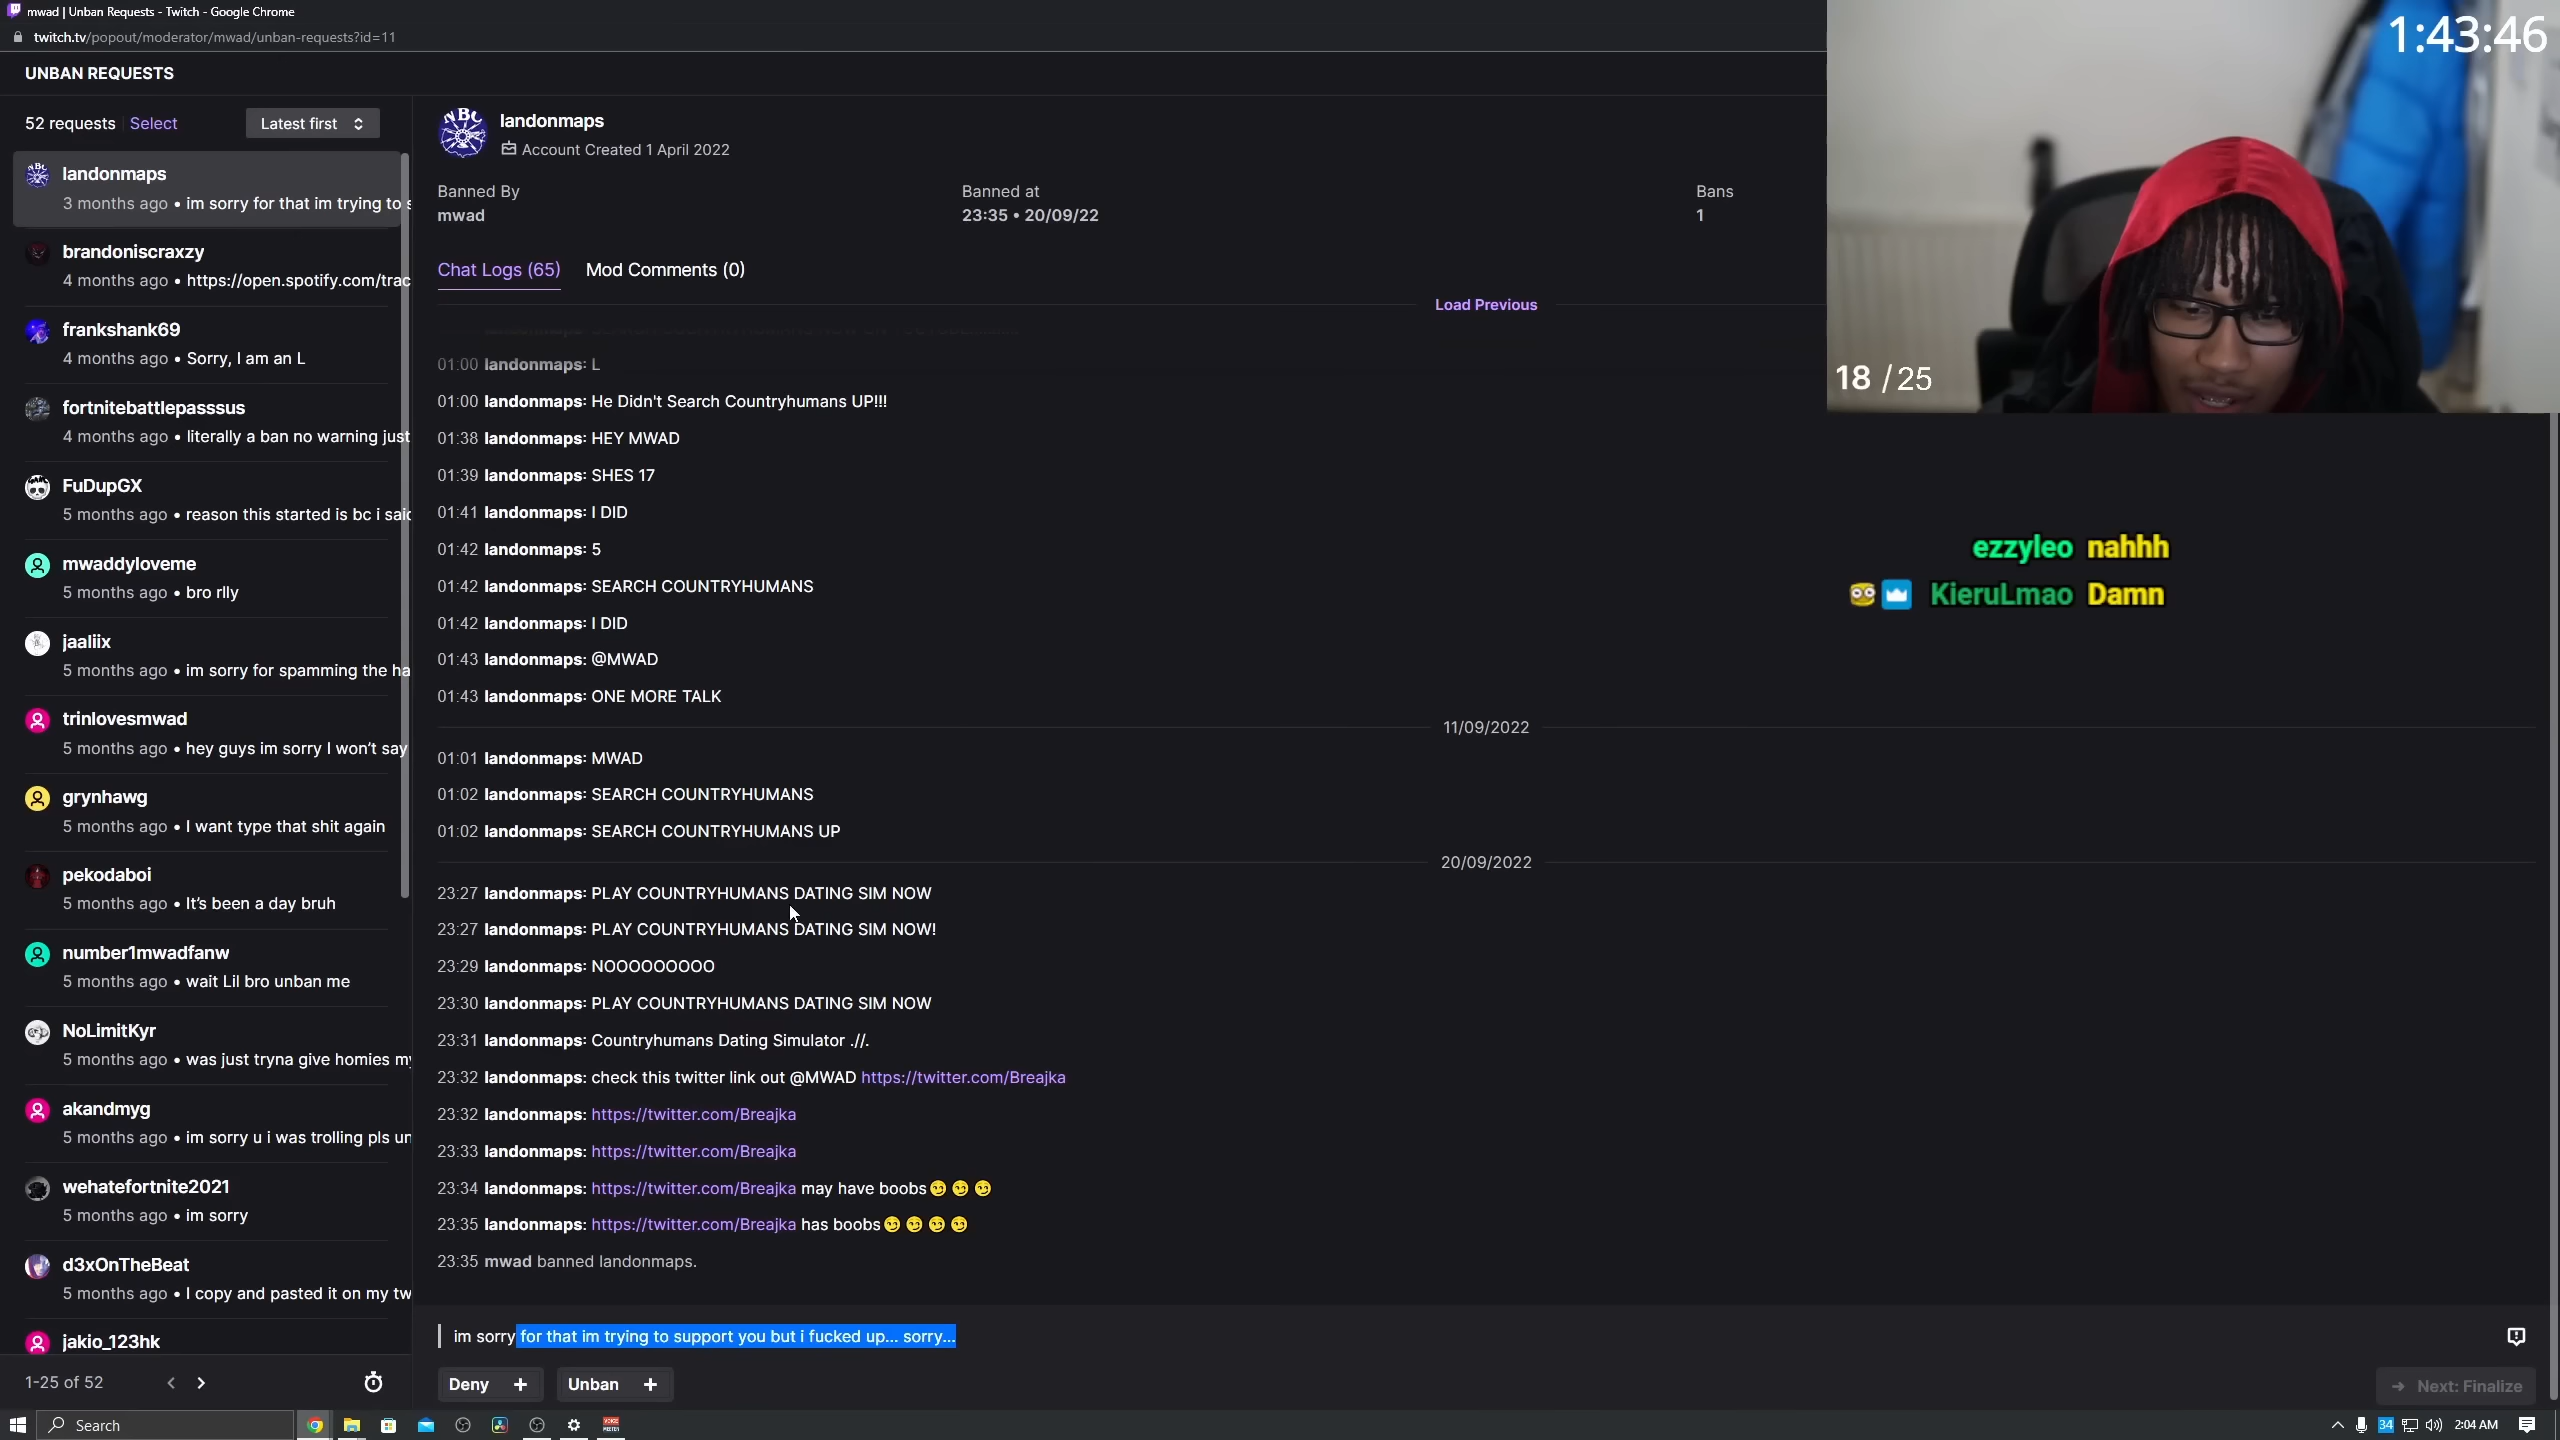 mwad | Unban Requests - Twitch - Google Chrome
twitch.tv/popout/moderator/mwad/unban-requests?id=11
1:43:46
UNBAN REQUESTS
52 requests Select Latest first
landonmaps
3 months ago • im sorry for that im trying to s
brandoniscraxzy
4 months ago • https://open.spotify.com/trac
frankshank69
4 months ago • Sorry, I am an L
fortnitebattlepasssus
4 months ago • literally a ban no warning just
FuDupGX
5 months ago • reason this started is bc i said
mwaddyloveme
5 months ago • bro rlly
jaaliix
5 months ago • im sorry for spamming the ha
trinlovesmwad
5 months ago • hey guys im sorry I won't say
grynhawg
5 months ago • I want type that shit again
pekodaboi
5 months ago • It's been a day bruh
number1mwadfanw
5 months ago • wait Lil bro unban me
NoLimitKyr
5 months ago • was just tryna give homies my
akandmyg
5 months ago • im sorry u i was trolling pls un
wehatefortnite2021
5 months ago • im sorry
d3xOnTheBeat
5 months ago • I copy and pasted it on my tw
jakio_123hk
1-25 of 52
NBC
landonmaps
Account Created 1 April 2022
Banned By
mwad
Banned at
23:35 • 20/09/22
Bans
1
Chat Logs (65) Mod Comments (0)
Load Previous
01:00 landonmaps: L
01:00 landonmaps: He Didn't Search Countryhumans UP!!!
01:38 landonmaps: HEY MWAD
01:39 landonmaps: SHES 17
01:41 landonmaps: I DID
01:42 landonmaps: 5
01:42 landonmaps: SEARCH COUNTRYHUMANS
01:42 landonmaps: I DID
01:43 landonmaps: @MWAD
01:43 landonmaps: ONE MORE TALK
11/09/2022
01:01 landonmaps: MWAD
01:02 landonmaps: SEARCH COUNTRYHUMANS
01:02 landonmaps: SEARCH COUNTRYHUMANS UP
20/09/2022
23:27 landonmaps: PLAY COUNTRYHUMANS DATING SIM NOW
23:27 landonmaps: PLAY COUNTRYHUMANS DATING SIM NOW!
23:29 landonmaps: NOOOOOOOOO
23:30 landonmaps: PLAY COUNTRYHUMANS DATING SIM NOW
23:31 landonmaps: Countryhumans Dating Simulator .//.
23:32 landonmaps: check this twitter link out @MWAD https://twitter.com/Breajka
23:32 landonmaps: https://twitter.com/Breajka
23:33 landonmaps: https://twitter.com/Breajka
23:34 landonmaps: https://twitter.com/Breajka may have boobs😏 😏 😏
23:35 landonmaps: https://twitter.com/Breajka has boobs😏 😏 😏 😏
23:35 mwad banned landonmaps.
im sorry for that im trying to support you but i fucked up... sorry...
Deny + Unban +
Next: Finalize
18 / 25
ezzyleo nahhh
KieruLmao Damn
Search
34
2:04 AM